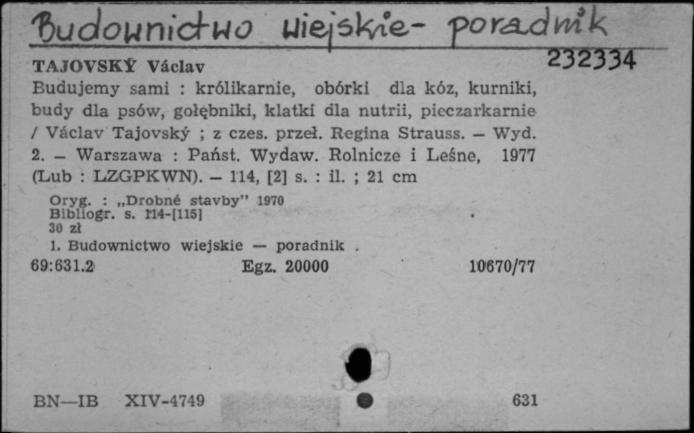 Budownictwo wiejskie - poradnik
232334
TAJOVSKÝ Václav
Budujemy sami : królikarnie, obórki dla kóz, kurniki,
budy dla psów, gołębniki, klatki dla nutrii, pieczarkarnie
/ Václav Tajovský ; z czes. przeł. Regina Strauss. — Wyd.
2. — Warszawa : Państ. Wydaw. Rolnicze i Leśne, 1977
(Lub : LZGPKWN). — 114, [2] s. : il. ; 21 cm
Oryg. : „Drobné stavby” 1970
Bibliogr. s. 114-[115]
30 zł
1. Budownictwo wiejskie — poradnik .
69:631.2 Egz. 20000 10670/77
BN—IB XIV-4749 631